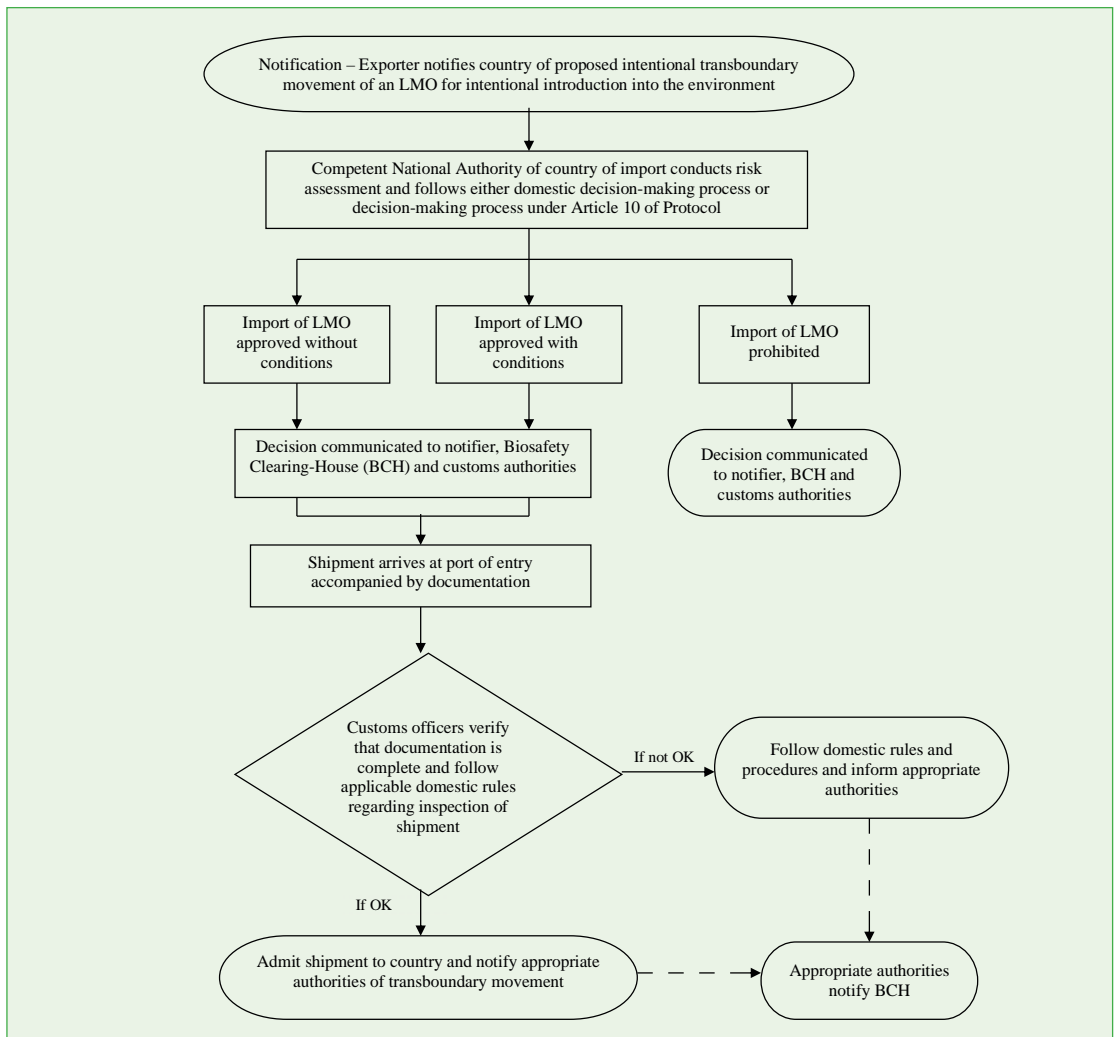 Notification – Exporter notifies country of proposed intentional transboundary
movement of an LMO for intentional introduction into the environment
Competent National Authority of country of import conducts risk
assessment and follows either domestic decision-making process or
decision-making process under Article 10 of Protocol
Import of LMO
approved without
conditions
Import of LMO
approved with
conditions
Import of LMO
prohibited
Decision communicated to notifier, Biosafety
Clearing-House (BCH) and customs authorities
Decision communicated
to notifier, BCH and
customs authorities
Shipment arrives at port of entry
accompanied by documentation
Customs officers verify
that documentation is
complete and follow
applicable domestic rules
regarding inspection of
shipment
If not OK
Follow domestic rules and
procedures and inform appropriate
authorities
If OK
Admit shipment to country and notify appropriate
authorities of transboundary movement
Appropriate authorities
notify BCH